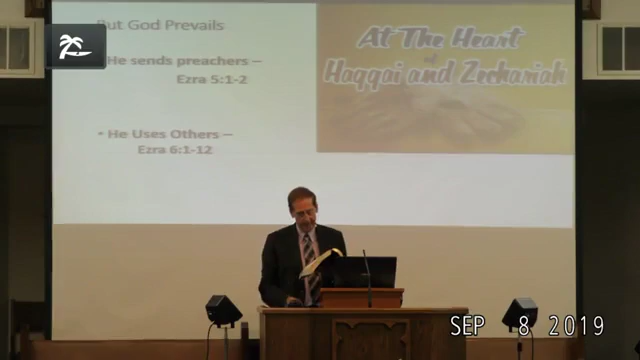 But God Prevails
He sends preachers –
Ezra 5:1-2
• He Uses Others –
Ezra 6:1-12
At The Heart
of
Haggai and Zechariah
SEP 8 2019